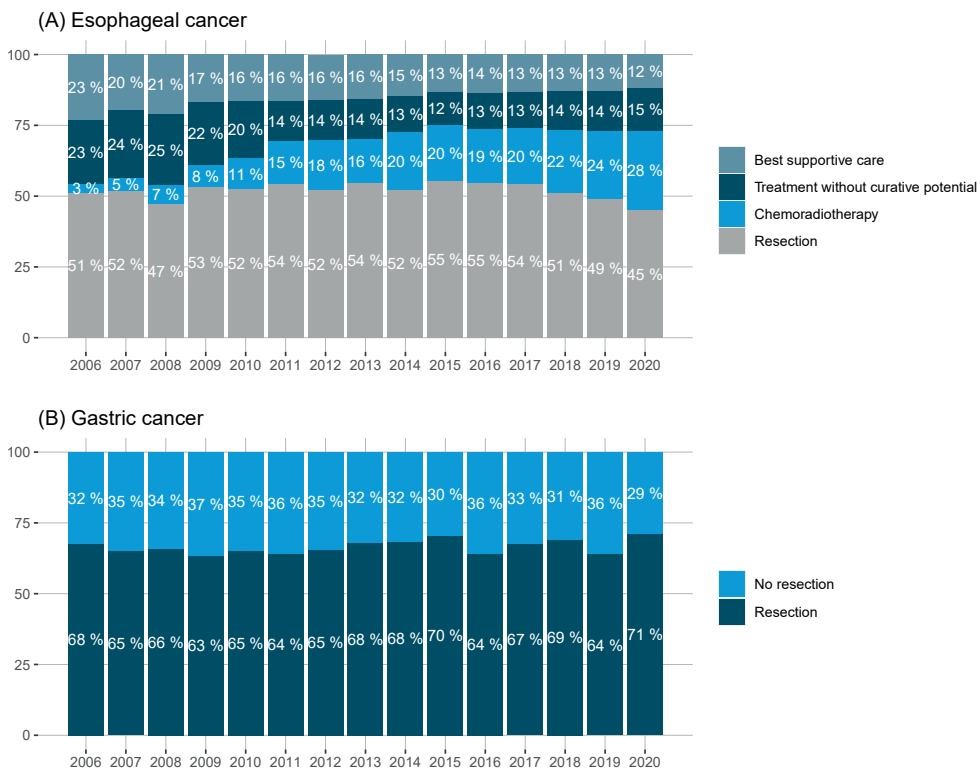 (A) Esophageal cancer
100
75
50
25
0
23 % 20 % 21 % 17 % 16 % 16 % 16 % 16 % 15 % 13 % 14 % 13 % 13 % 13 % 12 %
23 % 24 % 25 % 22 % 20 % 14 % 14 % 14 % 13 % 12 % 13 % 13 % 14 % 14 % 15 %
3 % 5 % 7 % 8 % 11 % 15 % 18 % 16 % 20 % 20 % 19 % 20 % 22 % 24 % 28 %
51 % 52 % 47 % 53 % 52 % 54 % 52 % 54 % 52 % 55 % 55 % 54 % 51 % 49 % 45 %
2006 2007 2008 2009 2010 2011 2012 2013 2014 2015 2016 2017 2018 2019 2020
Best supportive care
Treatment without curative potential
Chemoradiotherapy
Resection
(B) Gastric cancer
100
75
50
25
0
32 % 35 % 34 % 37 % 35 % 36 % 35 % 32 % 32 % 30 % 36 % 33 % 31 % 36 % 29 %
68 % 65 % 66 % 63 % 65 % 64 % 65 % 68 % 68 % 70 % 64 % 67 % 69 % 64 % 71 %
2006 2007 2008 2009 2010 2011 2012 2013 2014 2015 2016 2017 2018 2019 2020
No resection
Resection